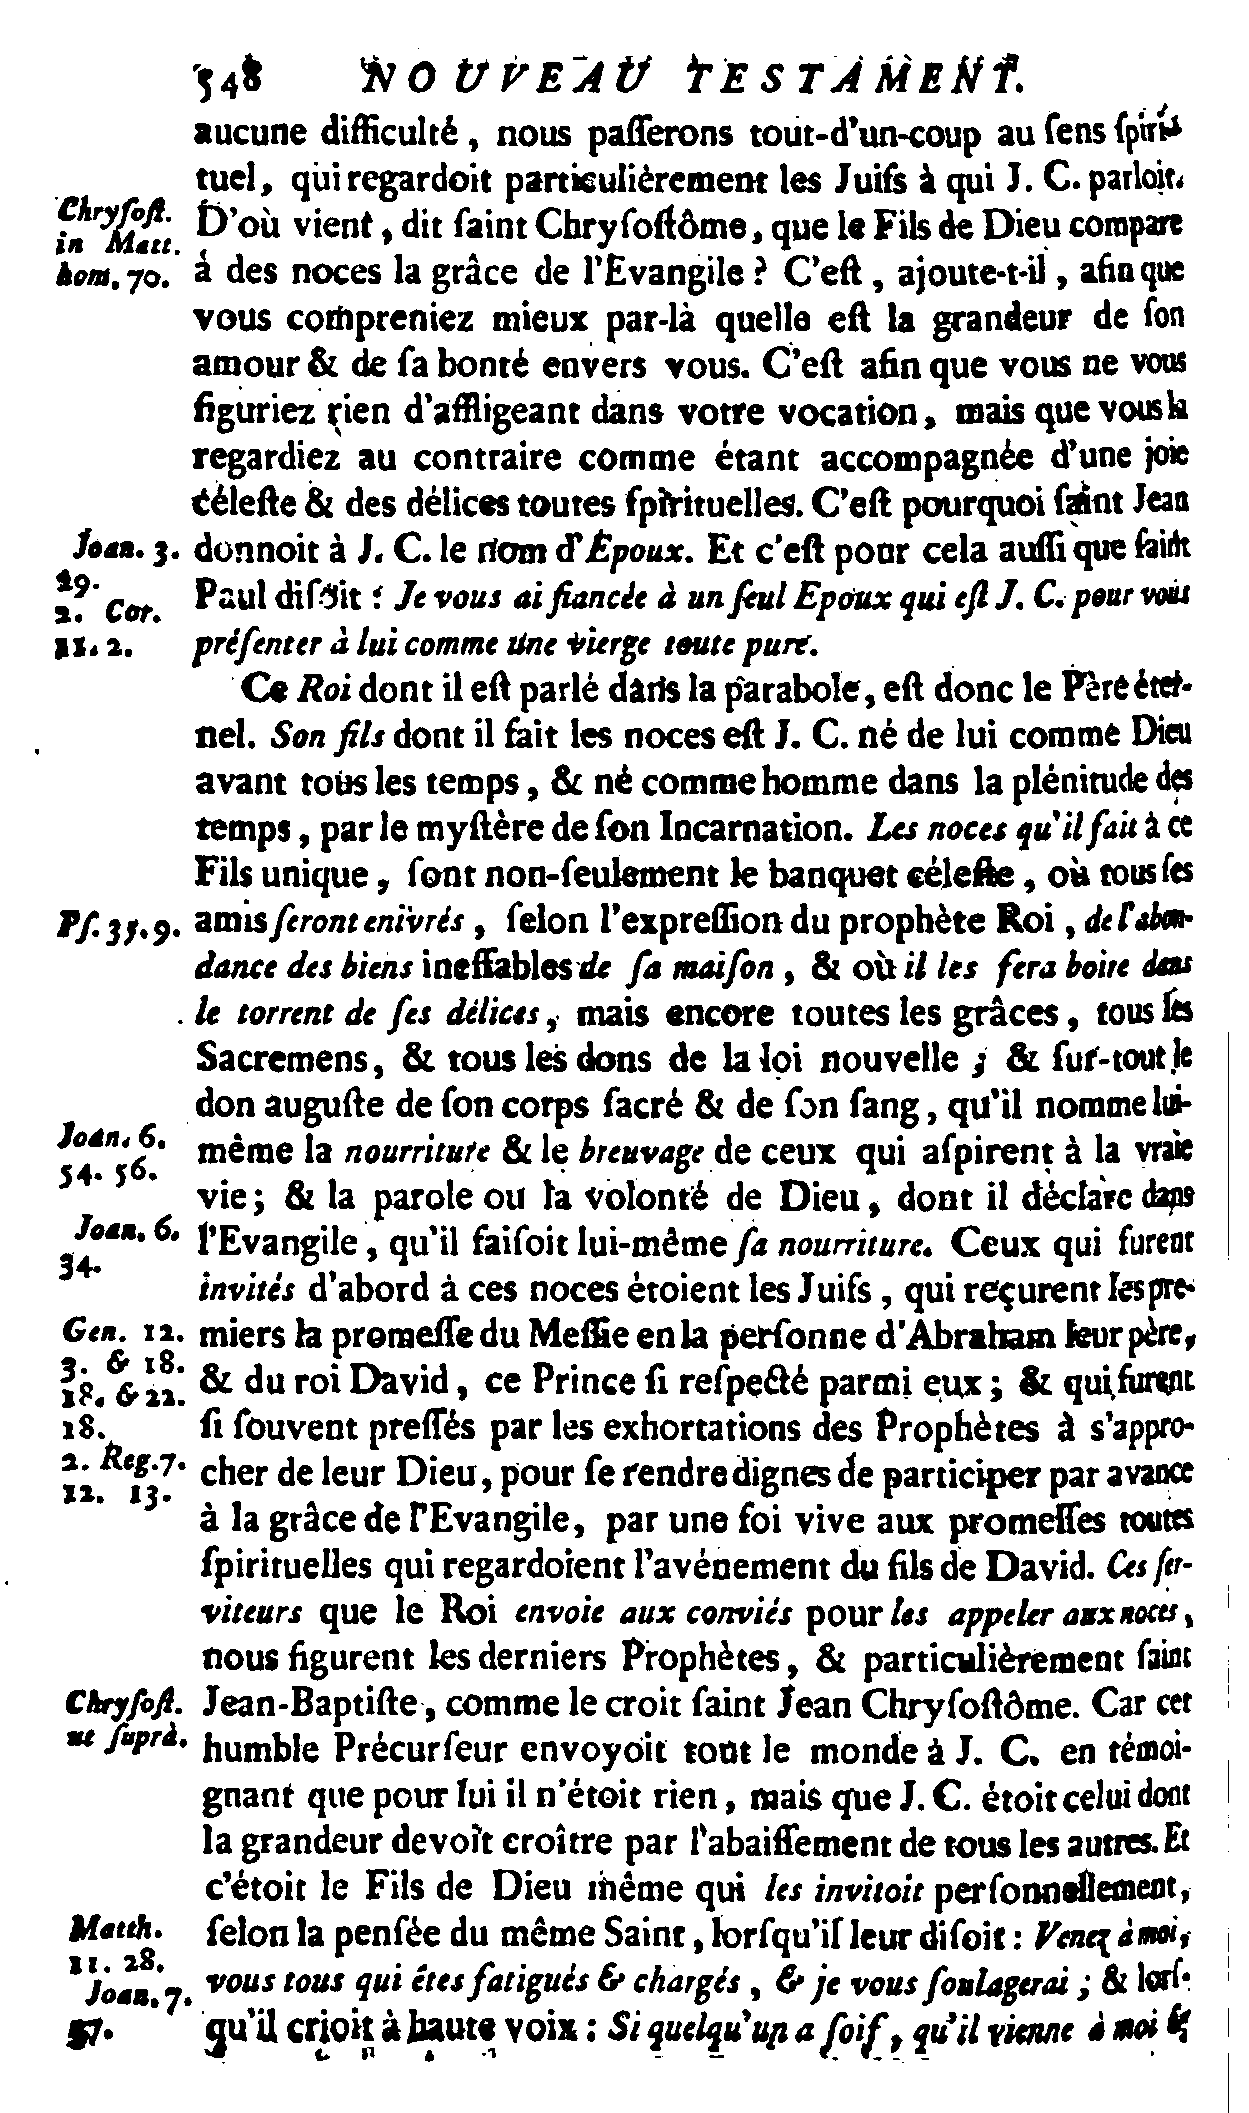 548 NOUVEAU TESTAMENT.
aucune difficulté, nous paſſerons tout-d'un-coup au ſens ſpiri-
tuel, qui regardoit particulièrement les Juifs à qui J. C. parloit.
Chryſoſt.
in Matt.
hom. 70.
D'où vient, dit ſaint Chryſoſtôme, que le Fils de Dieu compare
à des noces la grâce de l'Evangile? C'eſt, ajoute-t-il, afin que
vous compreniez mieux par-là quelle eſt la grandeur de ſon
amour & de ſa bonté envers vous. C'eſt afin que vous ne vous
figuriez rien d'affligeant dans votre vocation, mais que vous la
regardiez au contraire comme étant accompagnée d'une joie
céleſte & des délices toutes ſpirituelles. C'eſt pourquoi ſaint Jean
Joan. 3.
29.
2. Cor.
11. 2.
donnoit à J. C. le nom d'Époux. Et c'eſt pour cela auſſi que ſaint
Paul diſoit : Je vous ai fiancée à un ſeul Epoux qui eſt J. C. pour vous
préſenter à lui comme une vierge toute pure.
Ce Roi dont il eſt parlé dans la parabole, eſt donc le Père éter-
nel. Son fils dont il fait les noces eſt J. C. né de lui comme Dieu
avant tous les temps, & né comme homme dans la plénitude des
temps, par le myſtère de ſon Incarnation. Les noces qu'il fait à ce
Fils unique, ſont non-ſeulement le banquet céleſte, où tous ſes
Pſ. 35. 9.
amis ſeront enivrés, ſelon l'expreſſion du prophète Roi, de l'abon-
dance des biens ineffables de ſa maiſon, & où il les fera boire dans
le torrent de ſes délices, mais encore toutes les grâces, tous les
Sacremens, & tous les dons de la loi nouvelle; & ſur-tout le
don auguſte de ſon corps ſacré & de ſon ſang, qu'il nomme lui-
Joan. 6.
54. 56.
même la nourriture & le breuvage de ceux qui aſpirent à la vraie
vie; & la parole ou la volonté de Dieu, dont il déclare dans
Joan. 6.
34.
l'Evangile, qu'il faiſoit lui-même ſa nourriture. Ceux qui furent
invités d'abord à ces noces étoient les Juifs, qui reçurent les pre-
Gen. 12.
3. & 18.
18. & 22.
18.
2. Reg. 7.
12. 13.
miers la promeſſe du Meſſie en la perſonne d'Abraham leur père,
& du roi David, ce Prince ſi reſpecté parmi eux; & qui furent
ſi ſouvent preſſés par les exhortations des Prophètes à s'appro-
cher de leur Dieu, pour ſe rendre dignes de participer par avance
à la grâce de l'Evangile, par une foi vive aux promeſſes toutes
ſpirituelles qui regardoient l'avénement du fils de David. Ces ſer-
viteurs que le Roi envoie aux conviés pour les appeler aux noces,
nous figurent les derniers Prophètes, & particulièrement ſaint
Chryſoſt.
ut ſuprà.
Jean-Baptiſte, comme le croit ſaint Jean Chryſoſtôme. Car cet
humble Précurſeur envoyoit tout le monde à J. C. en témoi-
gnant que pour lui il n'étoit rien, mais que J. C. étoit celui dont
la grandeur devoit croître par l'abaiſſement de tous les autres. Et
c'étoit le Fils de Dieu même qui les invitoit perſonnellement,
Matth.
11. 28.
Joan. 7.
37.
ſelon la penſée du même Saint, lorſqu'il leur diſoit : Venez à moi,
vous tous qui êtes fatigués & chargés, & je vous ſoulagerai; & lorſ-
qu'il crioit à haute voix : Si quelqu'un a ſoif, qu'il vienne à moi &